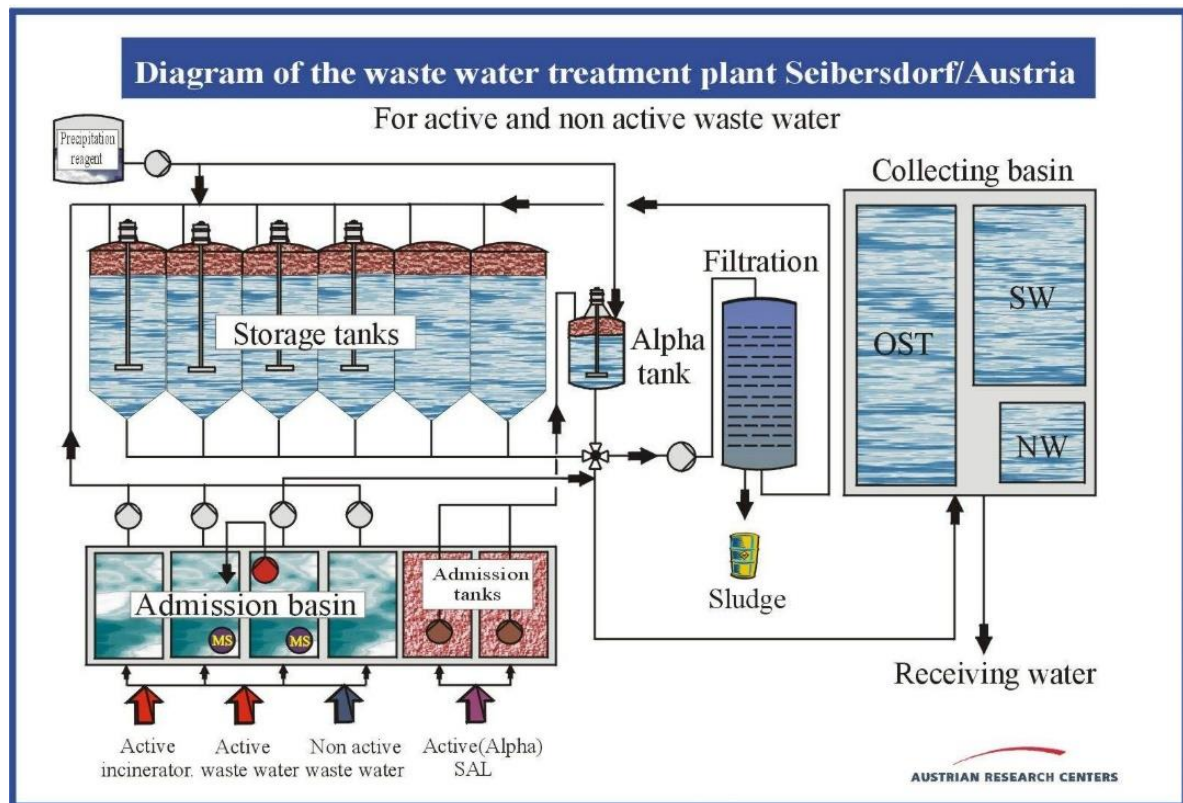 Diagram of the waste water treatment plant Seibersdorf/Austria
For active and non active waste water
Precipitation
reagent
Collecting basin
Filtration
Storage tanks
Alpha
tank
OST
SW
NW
Admission basin
Admission
tanks
MS
MS
Sludge
Receiving water
Active
incinerator.
Active
waste water
Non active
waste water
Active(Alpha)
SAL
AUSTRIAN RESEARCH CENTERS